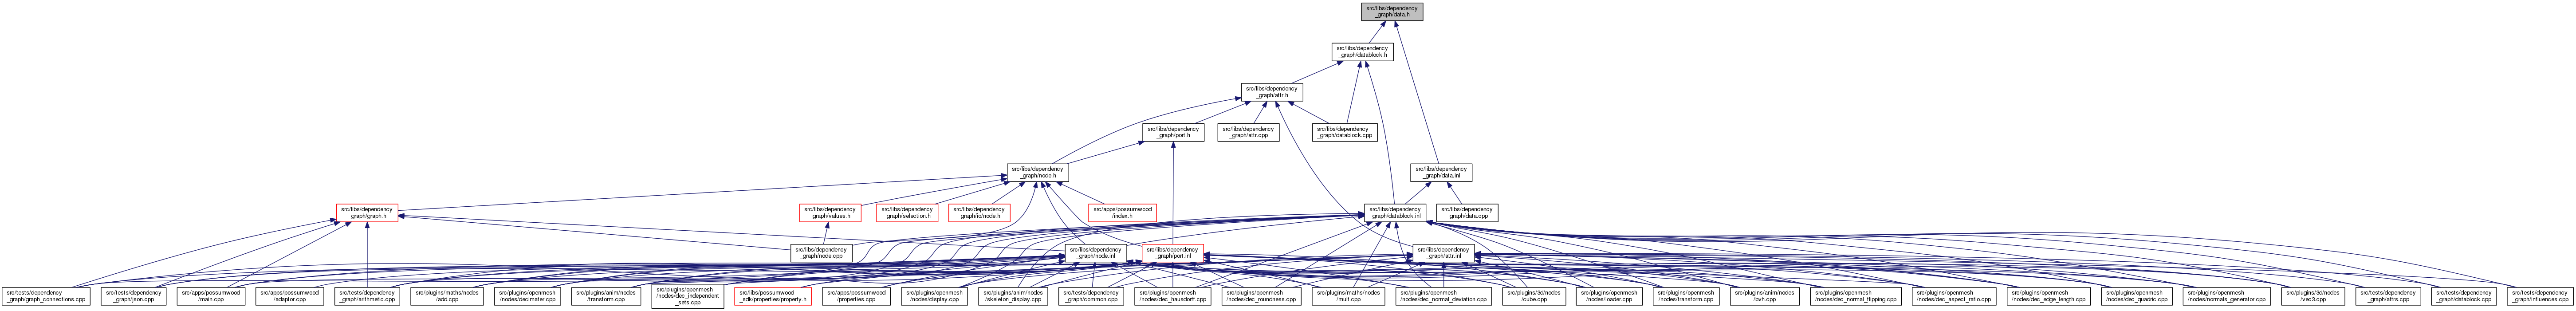 src/libs/dependency
_graph/data.h
src/libs/dependency
_graph/datablock.h
src/libs/dependency
_graph/attr.h
src/libs/dependency
_graph/port.h
src/libs/dependency
_graph/attr.cpp
src/libs/dependency
_graph/datablock.cpp
src/libs/dependency
_graph/node.h
src/libs/dependency
_graph/data.inl
src/libs/dependency
_graph/graph.h
src/libs/dependency
_graph/values.h
src/libs/dependency
_graph/selection.h
src/libs/dependency
_graph/io/node.h
src/apps/possumwood
/index.h
src/libs/dependency
_graph/datablock.inl
src/libs/dependency
_graph/data.cpp
src/libs/dependency
_graph/node.cpp
src/libs/dependency
_graph/node.inl
src/libs/dependency
_graph/port.inl
src/libs/dependency
_graph/attr.inl
src/tests/dependency
_graph/graph_connections.cpp
src/tests/dependency
_graph/json.cpp
src/apps/possumwood
/main.cpp
src/apps/possumwood
/adaptor.cpp
src/tests/dependency
_graph/arithmetic.cpp
src/plugins/maths/nodes
/add.cpp
src/plugins/openmesh
/nodes/decimater.cpp
src/plugins/anim/nodes
/transform.cpp
src/plugins/openmesh
/nodes/dec_independent
_sets.cpp
src/libs/possumwood
_sdk/properties/property.h
src/apps/possumwood
/properties.cpp
src/plugins/openmesh
/nodes/display.cpp
src/plugins/anim/nodes
/skeleton_display.cpp
src/tests/dependency
_graph/common.cpp
src/plugins/openmesh
/nodes/dec_hausdorff.cpp
src/plugins/openmesh
/nodes/dec_roundness.cpp
src/plugins/maths/nodes
/mult.cpp
src/plugins/openmesh
/nodes/dec_normal_deviation.cpp
src/plugins/3d/nodes
/cube.cpp
src/plugins/openmesh
/nodes/loader.cpp
src/plugins/openmesh
/nodes/transform.cpp
src/plugins/anim/nodes
/bvh.cpp
src/plugins/openmesh
/nodes/dec_normal_flipping.cpp
src/plugins/openmesh
/nodes/dec_aspect_ratio.cpp
src/plugins/openmesh
/nodes/dec_edge_length.cpp
src/plugins/openmesh
/nodes/dec_quadric.cpp
src/plugins/openmesh
/nodes/normals_generator.cpp
src/plugins/3d/nodes
/vec3.cpp
src/tests/dependency
_graph/attrs.cpp
src/tests/dependency
_graph/datablock.cpp
src/tests/dependency
_graph/influences.cpp